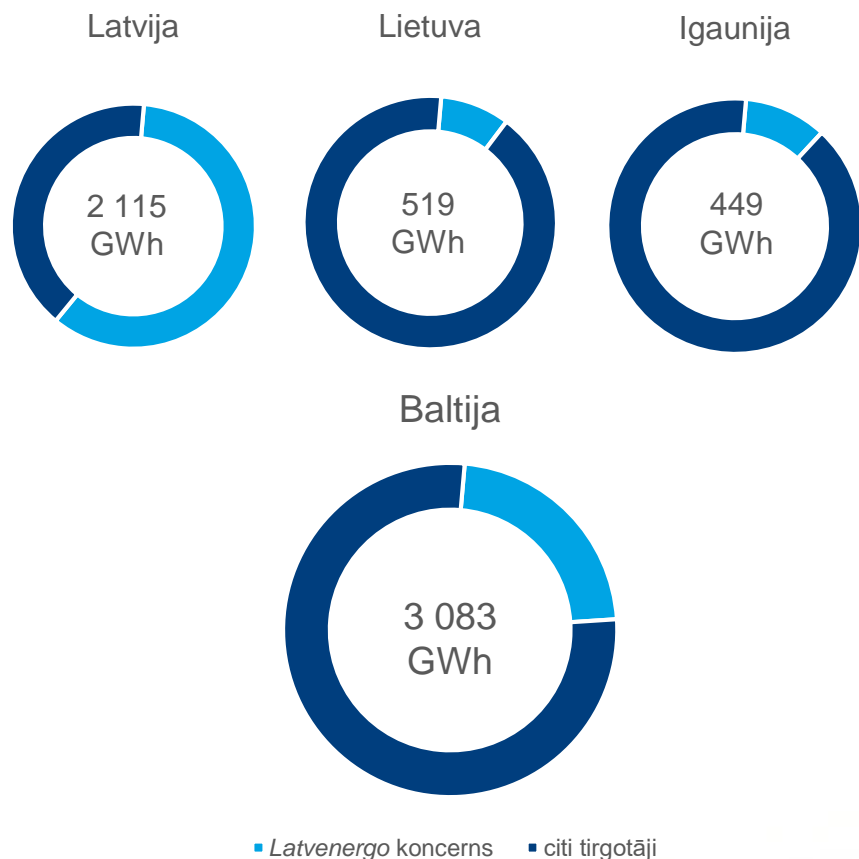 Latvija
Lietuva
Igaunija
2 115
GWh
519
GWh
449
GWh
Baltija
3 083
GWh
Latvenergo koncerns
citi tirgotāji